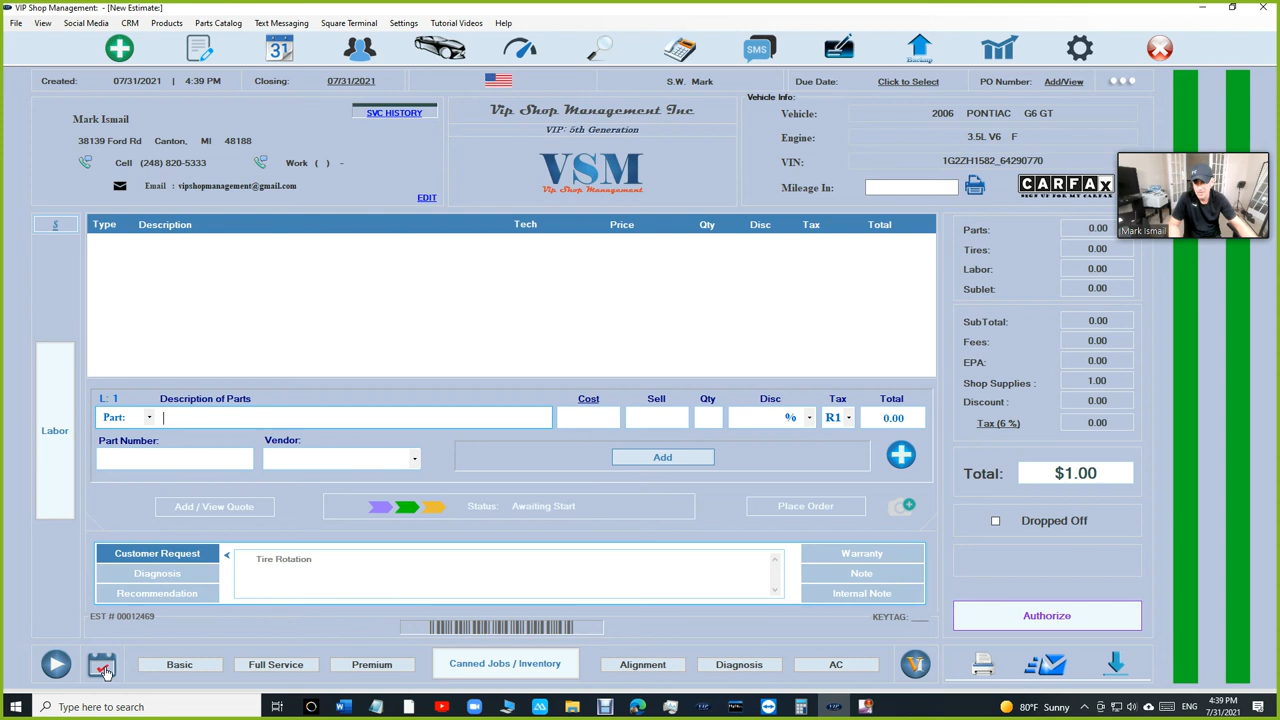 VIP Shop Management: - [New Estimate:]
File View Social Media CRM Products Parts Catalog Text Messaging Square Terminal Settings Tutorial Videos Help
31 SMS Backup
Created: 07/31/2021 | 4:39 PM Closing: 07/31/2021 S.W. Mark Due Date: Click to Select PO Number: Add/View
Mark Ismail
SVC HISTORY
38139 Ford Rd Canton, MI 48188
Cell (248) 820-5333 Work ( ) -
Email : vipshopmanagement@gmail.com
EDIT
Vip Shop Management Inc
VIP: 5th Generation
VSM
Vip Shop Management
Vehicle Info:
Vehicle: 2006 PONTIAC G6 GT
Engine: 3.5L V6 F
VIN: 1G2ZH1582_64290770
Mileage In:
CARFAX
SIGN UP FOR MY CARFAX
Mark Ismail
$
Labor
Type Description Tech Price Qty Disc Tax Total
L: 1 Description of Parts Cost Sell Qty Disc Tax Total
Part: % R1 0.00
Part Number: Vendor:
Add
Add / View Quote Status: Awaiting Start Place Order
Customer Request
Diagnosis
Recommendation
<
Tire Rotation
Warranty
Note
Internal Note
EST # 00012469
KEYTAG: ____
Parts: 0.00
Tires: 0.00
Labor: 0.00
Sublet: 0.00
SubTotal: 0.00
Fees: 0.00
EPA: 0.00
Shop Supplies : 1.00
Discount : 0.00
Tax (6 %) 0.00
Total: $1.00
Dropped Off
Authorize
Basic Full Service Premium Canned Jobs / Inventory Alignment Diagnosis AC
Type here to search
80°F Sunny ENG
4:39 PM
7/31/2021